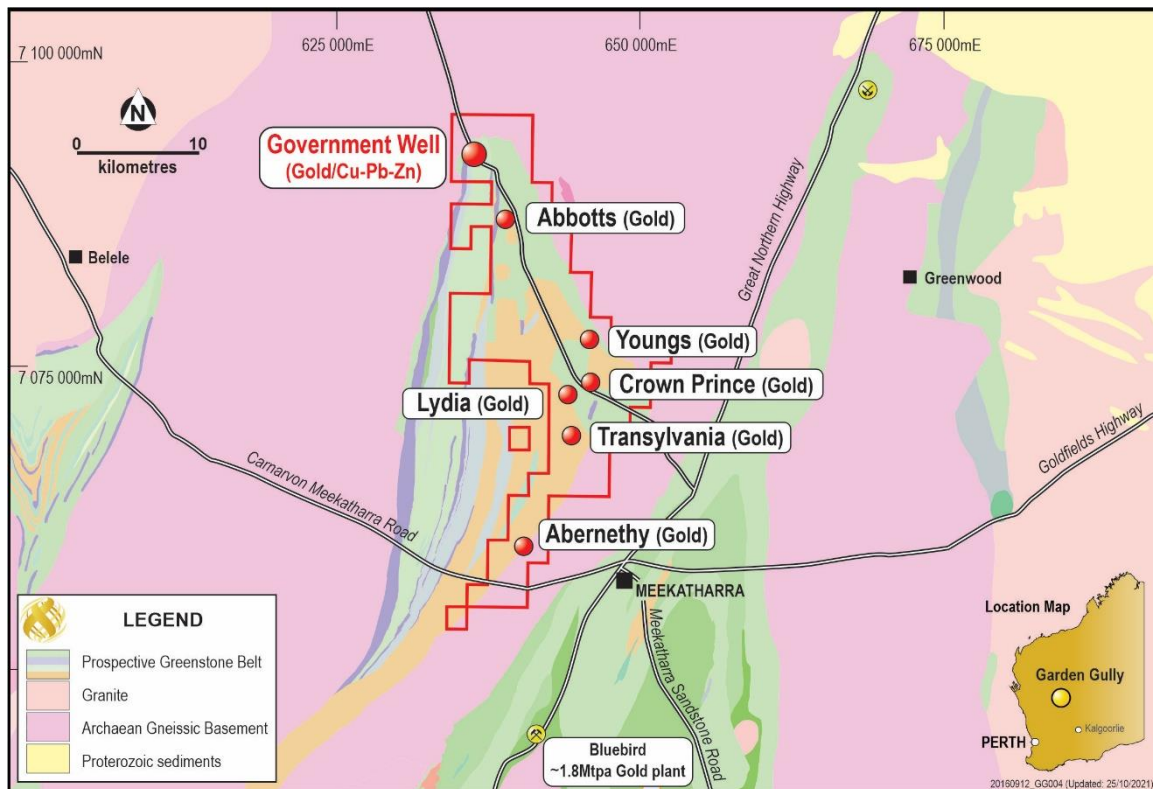 625 000mE
650 000mE
675 000mE
7 100 000mN
N
0 10
kilometres
Government Well
(Gold/Cu-Pb-Zn)
Abbotts (Gold)
Great Northern Highway
Belele
Greenwood
Youngs (Gold)
7 075 000mN
Crown Prince (Gold)
Lydia (Gold)
Transylvania (Gold)
Goldfields Highway
Carnarvon Meekatharra Road
Abernethy (Gold)
MEEKATHARRA
Meekatharra Sandstone Road
Bluebird
~1.8Mtpa Gold plant
LEGEND
Prospective Greenstone Belt
Granite
Archaean Gneissic Basement
Proterozoic sediments
Location Map
Garden Gully
Kalgoorlie
PERTH
20160912_GG004 (Updated: 25/10/2021)